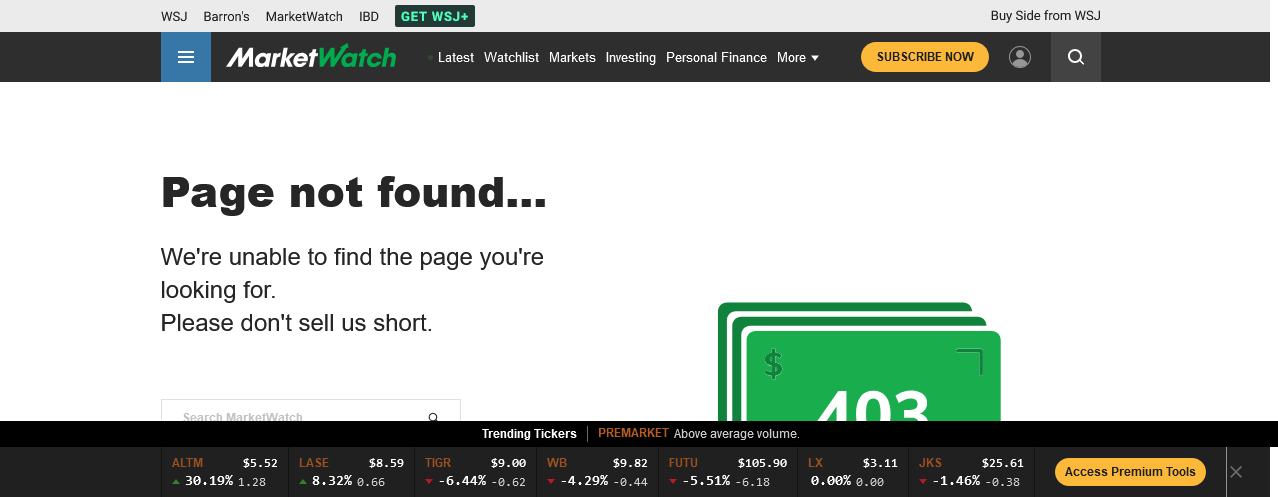 WSJ Barron's MarketWatch IBD GET WSJ+ Buy Side from WSJ
MarketWatch Latest Watchlist Markets Investing Personal Finance More SUBSCRIBE NOW
Page not found...
We're unable to find the page you're
looking for.
Please don't sell us short.
$
403
Search MarketWatch
Trending Tickers PREMARKET Above average volume.
ALTM $5.52 LASE $8.59 TIGR $9.00 WB $9.82 FUTU $105.90 LX $3.11 JKS $25.61
30.19% 1.28 8.32% 0.66 -6.44% -0.62 -4.29% -0.44 -5.51% -6.18 0.00% 0.00 -1.46% -0.38
Access Premium Tools